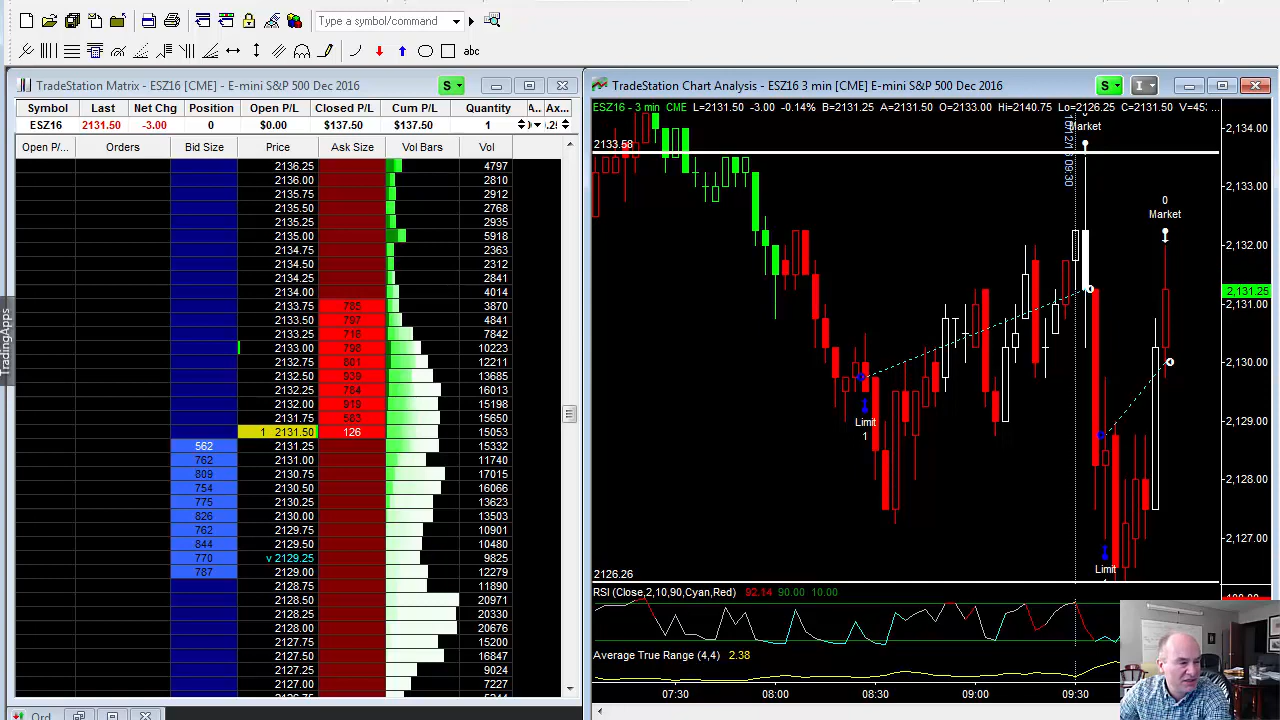 Type a symbol/command
abc
TradeStation Matrix - ESZ16 [CME] - E-mini S&P 500 Dec 2016
S
Symbol Last Net Chg Position Open P/L Closed P/L Cum P/L Quantity A... Ax...
ESZ16 2131.50 -3.00 0 $0.00 $137.50 $137.50 1
Open P/... Orders Bid Size Price Ask Size Vol Bars Vol
2136.25 4797
2136.00 2810
2135.75 2912
2135.50 2768
2135.25 2935
2135.00 5918
2134.75 2363
2134.50 2312
2134.25 2841
2134.00 4014
2133.75 785 3870
2133.50 797 4841
2133.25 716 7842
2133.00 798 10223
2132.75 801 12211
2132.50 939 13685
2132.25 784 16015
2132.00 919 15198
2131.75 583 15650
1 2131.50 126 15053
562 2131.25 15332
762 2131.00 11740
809 2130.75 17015
754 2130.50 16066
775 2130.25 13623
826 2130.00 13503
762 2129.75 10901
844 2129.50 10480
770 v 2129.25 9825
787 2129.00 12279
2128.75 11890
2128.50 20971
2128.25 20330
2128.00 20676
2127.75 15200
2127.50 16847
2127.25 9024
2127.00 7227
TradingApps
Ord
TradeStation Chart Analysis - ESZ16 3 min [CME] E-mini S&P 500 Dec 2016
S
I
ESZ16 - 3 min CME L=2131.50 -3.00 -0.14% B=2131.25 A=2131.50 O=2133.00 Hi=2140.75 Lo=2126.25 C=2131.50 V=453...
Market
2133.56
09:30
0
Market
Limit
1
Limit
2126.26
2,134.00
2,133.00
2,132.00
2,131.25
2,131.00
2,130.00
2,129.00
2,128.00
2,127.00
RSI (Close,2,10,90,Cyan,Red) 92.14 90.00 10.00
Average True Range (4,4) 2.38
07:30 08:00 08:30 09:00 09:30